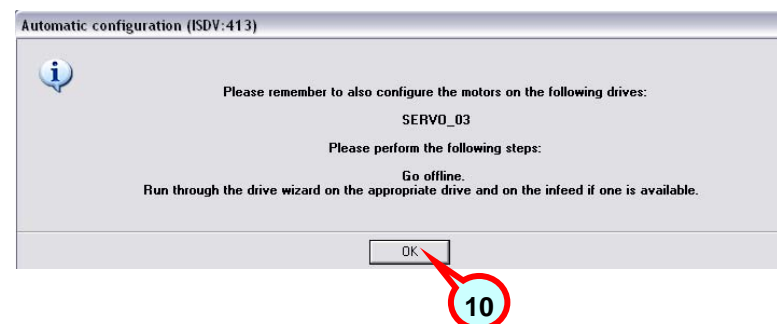 Automatic configuration (ISDV:413)
Please remember to also configure the motors on the following drives:
SERVO_03
Please perform the following steps:
Go offline.
Run through the drive wizard on the appropriate drive and on the infeed if one is available.
OK
10